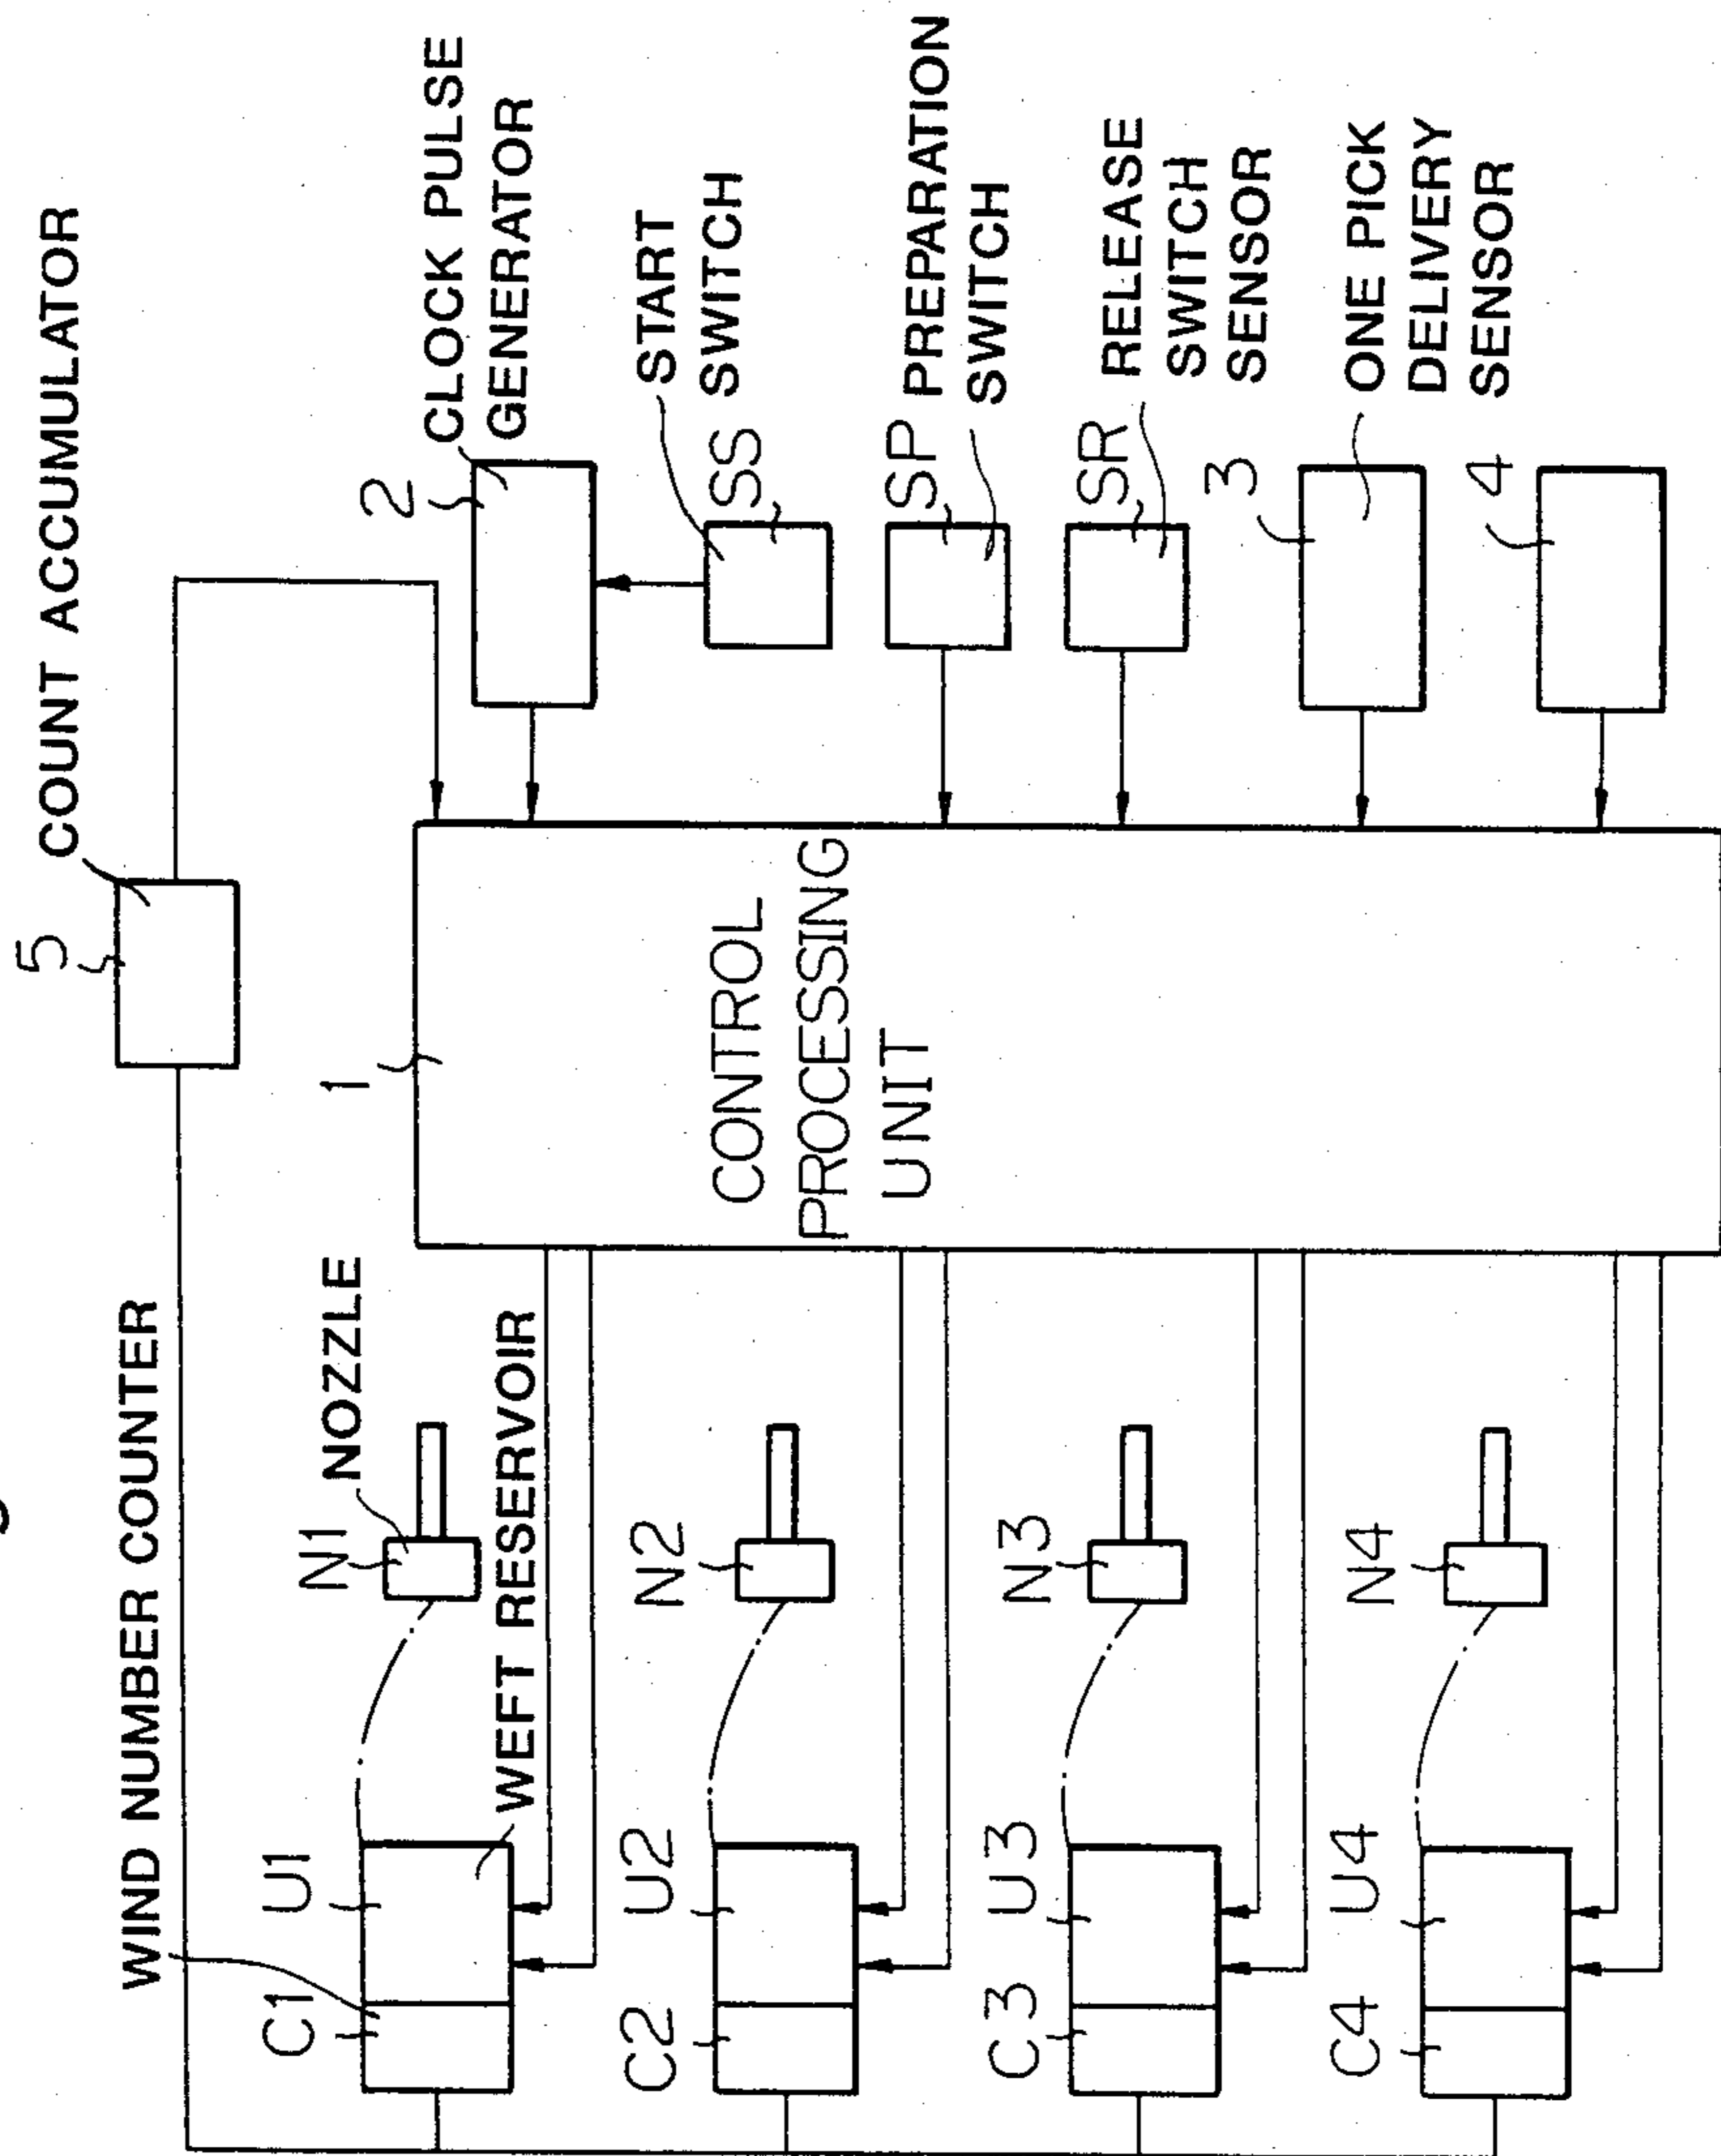 5
COUNT ACCUMULATOR
WIND NUMBER COUNTER
C1
U1
N1
NOZZLE
WEFT RESERVOIR
1
2
CLOCK PULSE
GENERATOR
START
SWITCH
SS
C2
U2
N2
CONTROL
PROCESSING
UNIT
SP
PREPARATION
SWITCH
SR
RELEASE
SWITCH
SENSOR
C3
U3
N3
3
ONE PICK
DELIVERY
SENSOR
C4
U4
N4
4